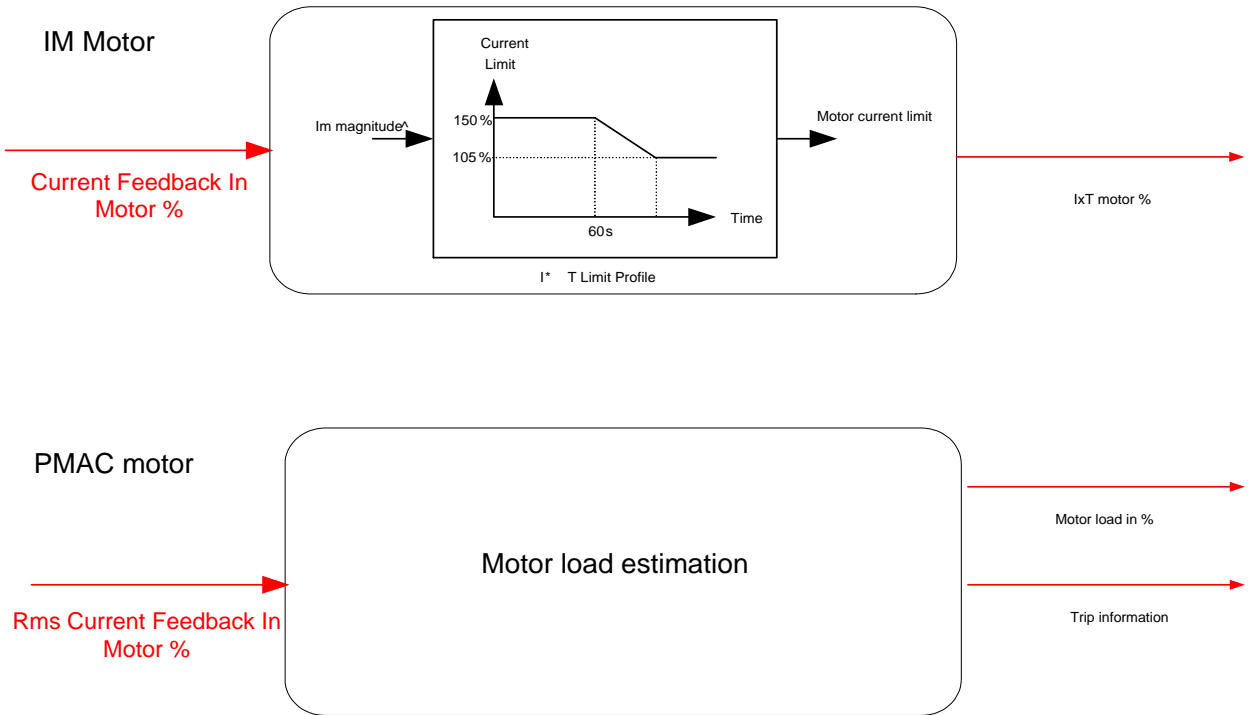 IM Motor
Current
Limit
150 %
Im magnitude^
Motor current limit
105 %
Current Feedback In
Motor %
IxT motor %
Time
60 s
I* T Limit Profile
PMAC motor
Motor load in %
Motor load estimation
Rms Current Feedback In
Motor %
Trip information